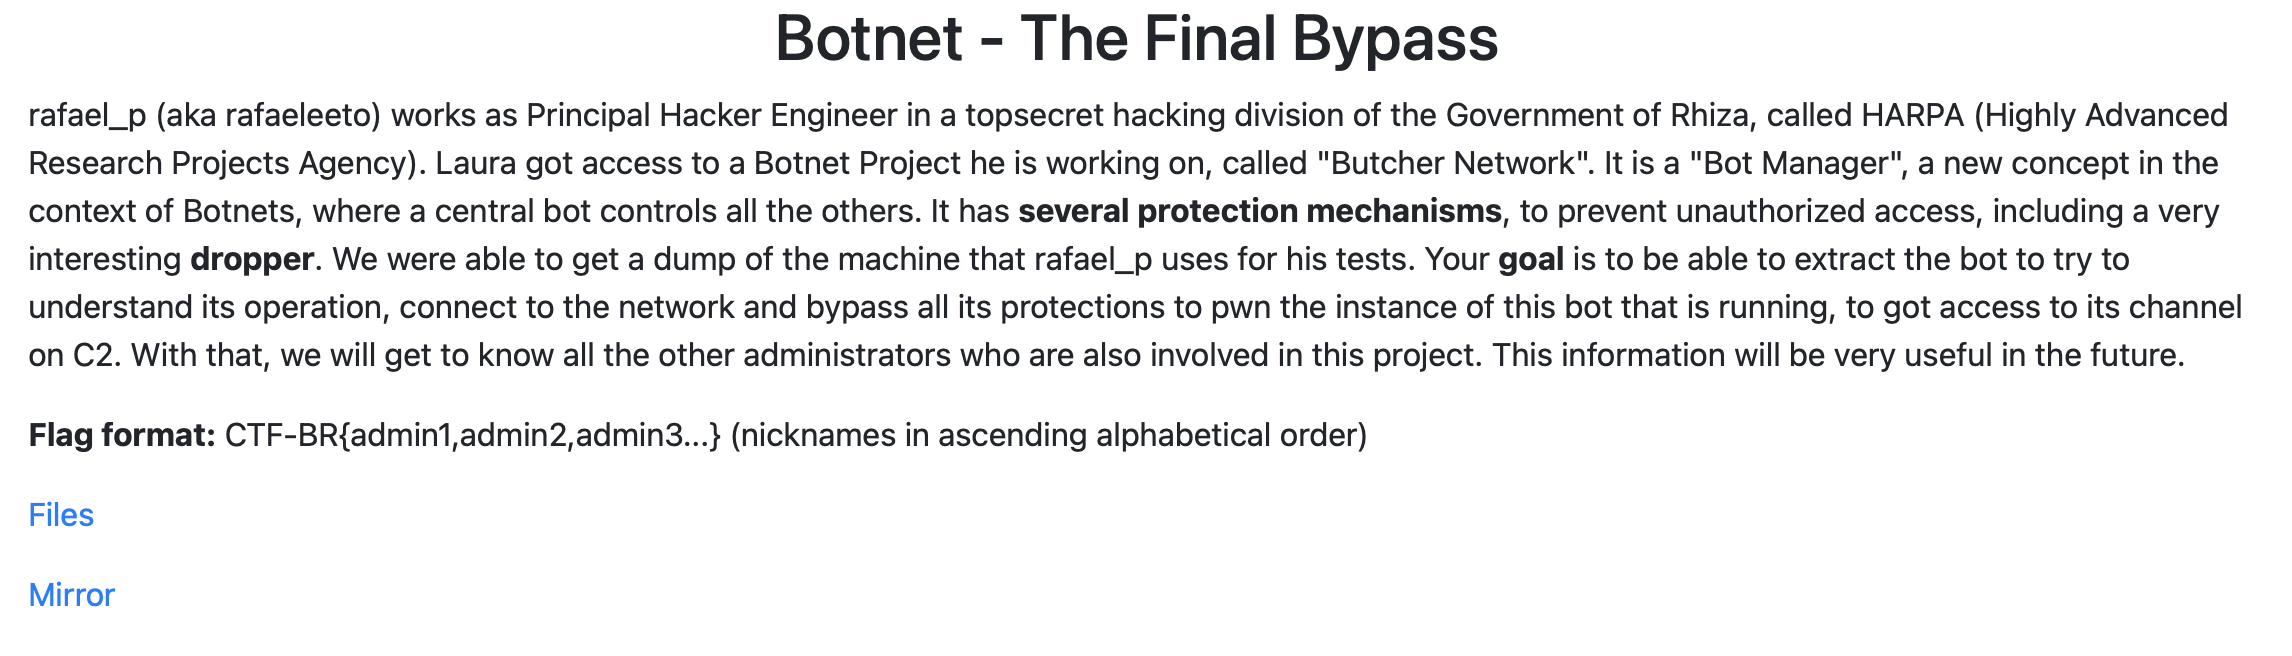 Botnet - The Final Bypass
rafael_p (aka rafaeleeto) works as Principal Hacker Engineer in a topsecret hacking division of the Government of Rhiza, called HARPA (Highly Advanced
Research Projects Agency). Laura got access to a Botnet Project he is working on, called "Butcher Network". It is a "Bot Manager", a new concept in the
context of Botnets, where a central bot controls all the others. It has several protection mechanisms, to prevent unauthorized access, including a very
interesting dropper. We were able to get a dump of the machine that rafael_p uses for his tests. Your goal is to be able to extract the bot to try to
understand its operation, connect to the network and bypass all its protections to pwn the instance of this bot that is running, to got access to its channel
on C2. With that, we will get to know all the other administrators who are also involved in this project. This information will be very useful in the future.
Flag format: CTF-BR{admin1,admin2,admin3...} (nicknames in ascending alphabetical order)
Files
Mirror